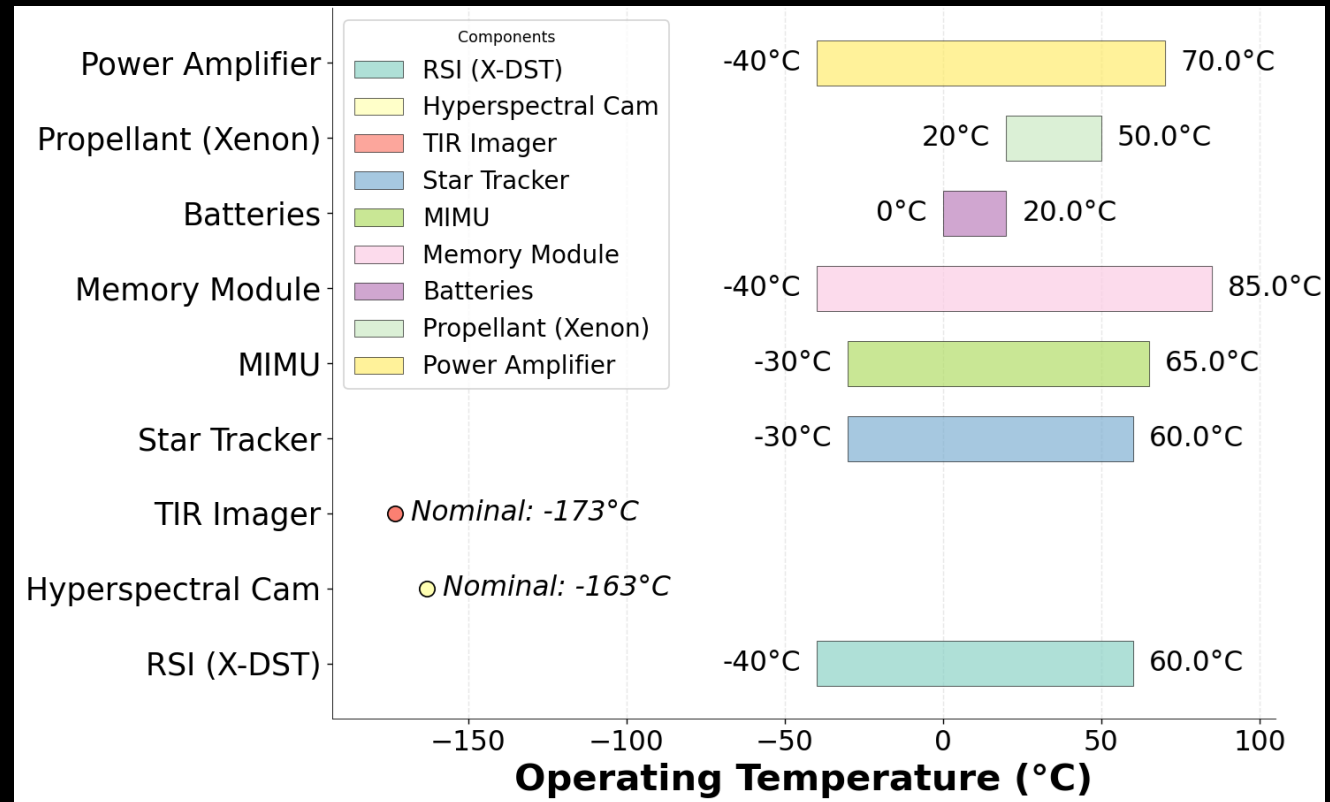 Components
RSI (X-DST)
Hyperspectral Cam
TIR Imager
Star Tracker
MIMU
Memory Module
Batteries
Propellant (Xenon)
Power Amplifier
Power Amplifier
-40°C 70.0°C
Propellant (Xenon)
20°C 50.0°C
Batteries
0°C 20.0°C
Memory Module
-40°C 85.0°C
MIMU
-30°C 65.0°C
Star Tracker
-30°C 60.0°C
TIR Imager
Nominal: -173°C
Hyperspectral Cam
Nominal: -163°C
RSI (X-DST)
-40°C 60.0°C
−150 −100 −50 0 50 100
Operating Temperature (°C)